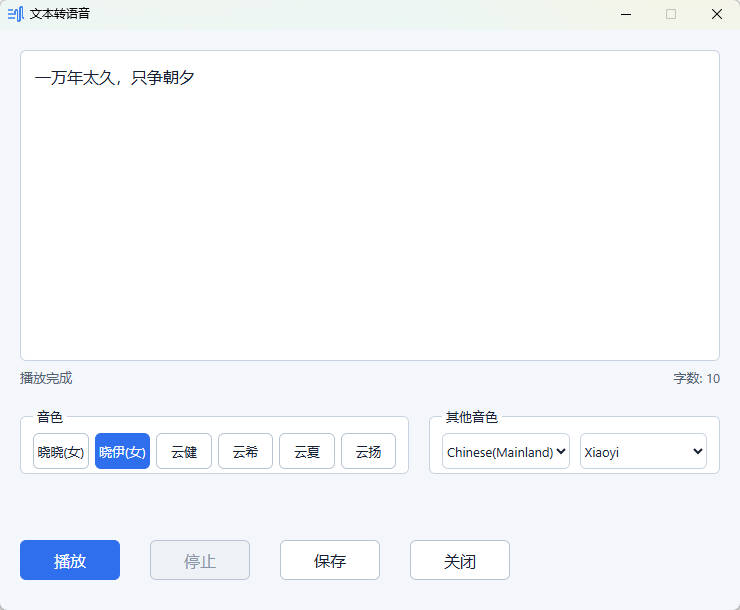 文本转语音
一万年太久，只争朝夕
播放完成
字数: 10
音色
其他音色
晓晓(女) 晓伊(女) 云健 云希 云夏 云扬
Chinese(Mainland) Xiaoyi
播放 停止 保存 关闭